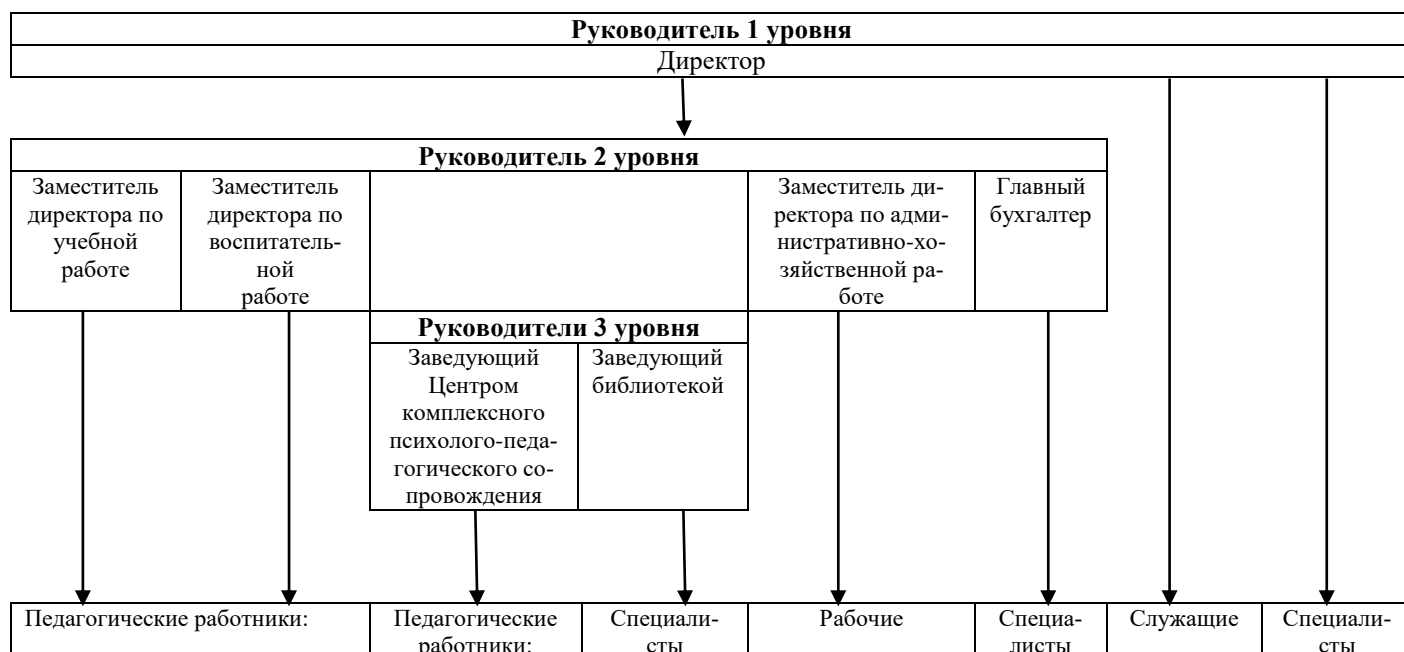 Руководитель 1 уровня
Директор
Руководитель 2 уровня
Заместитель
директора по
учебной
работе
Заместитель
директора по
воспитатель-
ной
работе
Заместитель ди-
ректора по адми-
нистративно-хо-
зяйственной ра-
боте
Главный
бухгалтер
Руководители 3 уровня
Заведующий
Центром
комплексного
психолого-педа-
гогического со-
провождения
Заведующий
библиотекой
Педагогические работники:
Педагогические
работники:
Специали-
сты
Рабочие
Специа-
листы
Служащие
Специали-
сты